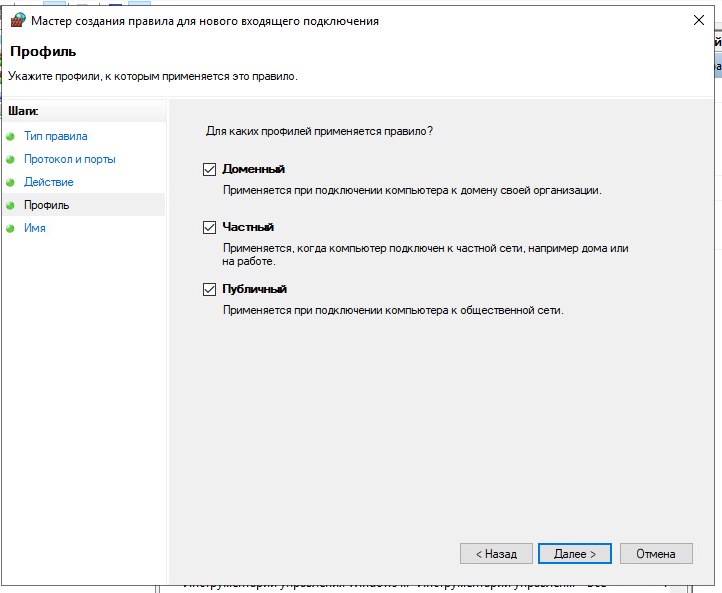 Мастер создания правила для нового входящего подключения
Профиль
Укажите профили, к которым применяется это правило.
Шаги:
Тип правила
Протокол и порты
Действие
Профиль
Имя
Для каких профилей применяется правило?
Доменный
Применяется при подключении компьютера к домену своей организации.
Частный
Применяется, когда компьютер подключен к частной сети, например дома или
на работе.
Публичный
Применяется при подключении компьютера к общественной сети.
< Назад
Далее >
Отмена